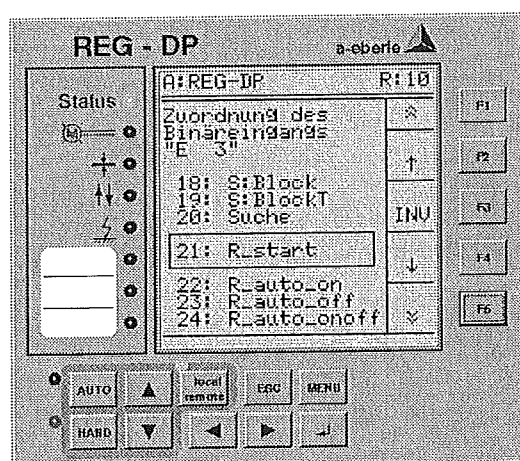 REG - DP
a-eberle
Status
M
A:REG-DP R:10
Zuordnung des
Binäreingangs
"E 3"
18: S:Block
19: S:BlockT
20: Suche
21: R_start
22: R_auto_on
23: R_auto_off
24: R_auto_onoff
INV
F1
F2
F3
F4
F5
AUTO
local
remote
ESC
MENU
HAND